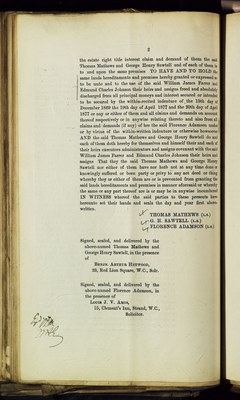 3
the estate right title interest claim and demand of them the said
Thomas Mathews and George Henry Sawtell and of each of them in
to and upon the same premises TO HAVE AND TO HOLD the
same lands hereditaments and premises hereby granted or expressed so
to be unto and to the use of the said William James Farrer and
Edmund Charles Johnson their heirs and assigns freed and absolutely
discharged from all principal moneys and interest secured or intended
to be secured by the within-recited indentures of the 13th day of
December 1869 the 19th day of April 1877 and the 20th day of April
1877 or any or either of them and all claims and demands on account
thereof respectively or in anywise relating thereto and also from all
claims and demands (if any) of her the said Florence Adamson under
or by virtue of the within-written indenture or otherwise howsoever
AND the said Thomas Mathews and George Henry Sawtell do and
each of them doth hereby for themselves and himself their and each of
their heirs executors administrators and assigns covenant with the said
William James Farrer and Edmund Charles Johnson their heirs and
assigns That they the said Thomas Mathews and George Henry
Sawtell nor either of them have nor hath not at any time done or
knowingly suffered or been party or privy to any act deed or thing
whereby they or either of them are or is prevented from granting the
said lands hereditaments and premises in manner aforesaid or whereby
the same or any part thereof are is or may be in anywise incumbered
IN WITNESS whereof the said parties to these presents have
hereunto set their hands and seals the day and year first above
written.
THOMAS MATHEWS (L.S.)
G. H. SAWTELL (L.S.)
FLORENCE ADAMSON (L.S.)
Signed, sealed, and delivered by the
above-named Thomas Mathews and
George Henry Sawtell, in the presence
of
BENJN. ARTHUR HEYWOOD,
25, Red Lion Square, W.C., Solr.
Signed, sealed, and delivered by the
above-named Florence Adamson, in
the presence of
LOUIS J. V. AMOS,
13, Clement's Inn, Strand, W.C.,
Solicitor.